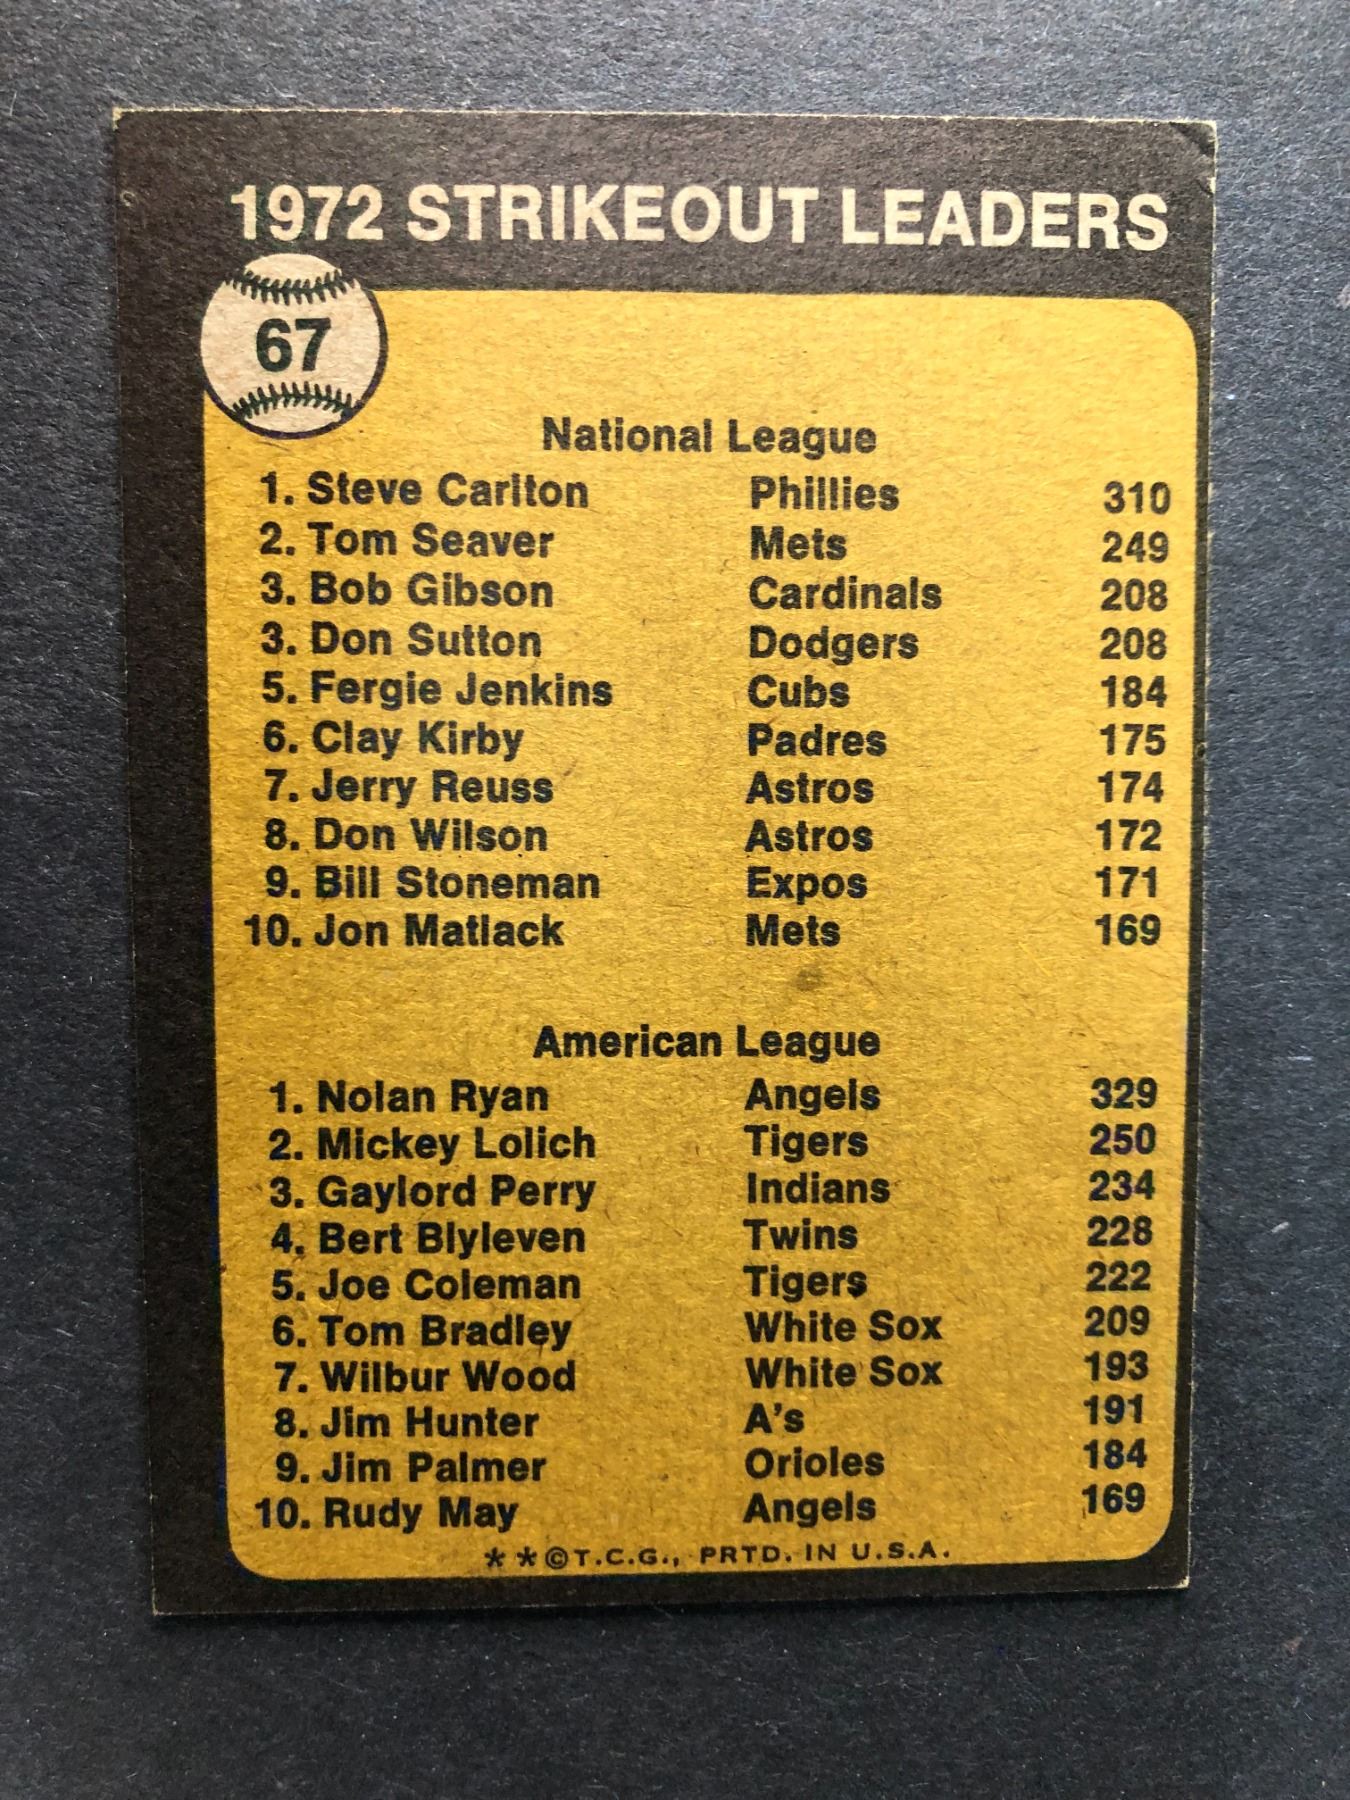 1972 STRIKEOUT LEADERS
67
National League
1. Steve Carlton Phillies 310
2. Tom Seaver Mets 249
3. Bob Gibson Cardinals 208
3. Don Sutton Dodgers 208
5. Fergie Jenkins Cubs 184
6. Clay Kirby Padres 175
7. Jerry Reuss Astros 174
8. Don Wilson Astros 172
9. Bill Stoneman Expos 171
10. Jon Matlack Mets 169
American League
1. Nolan Ryan Angels 329
2. Mickey Lolich Tigers 250
3. Gaylord Perry Indians 234
4. Bert Blyleven Twins 228
5. Joe Coleman Tigers 222
6. Tom Bradley White Sox 209
7. Wilbur Wood White Sox 193
8. Jim Hunter A's 191
9. Jim Palmer Orioles 184
10. Rudy May Angels 169
* * © T.C.G., PRTD. IN U.S.A.